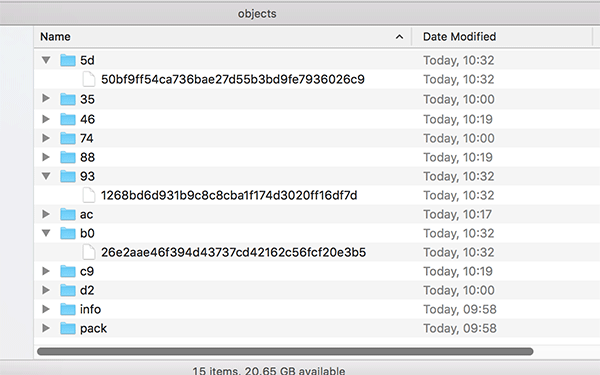 objects
Name Date Modified
5d Today, 10:32
50bf9ff54ca736bae27d55b3bd9fe7936026c9 Today, 10:32
35 Today, 10:00
46 Today, 10:19
74 Today, 10:00
88 Today, 10:19
93 Today, 10:32
1268bd6d931b9c8c8cba1f174d3020ff16df7d Today, 10:32
ac Today, 10:17
b0 Today, 10:32
26e2aae46f394d43737cd42162c56fcf20e3b5 Today, 10:32
c9 Today, 10:19
d2 Today, 10:00
info Today, 09:58
pack Today, 09:58
15 items, 20.65 GB available